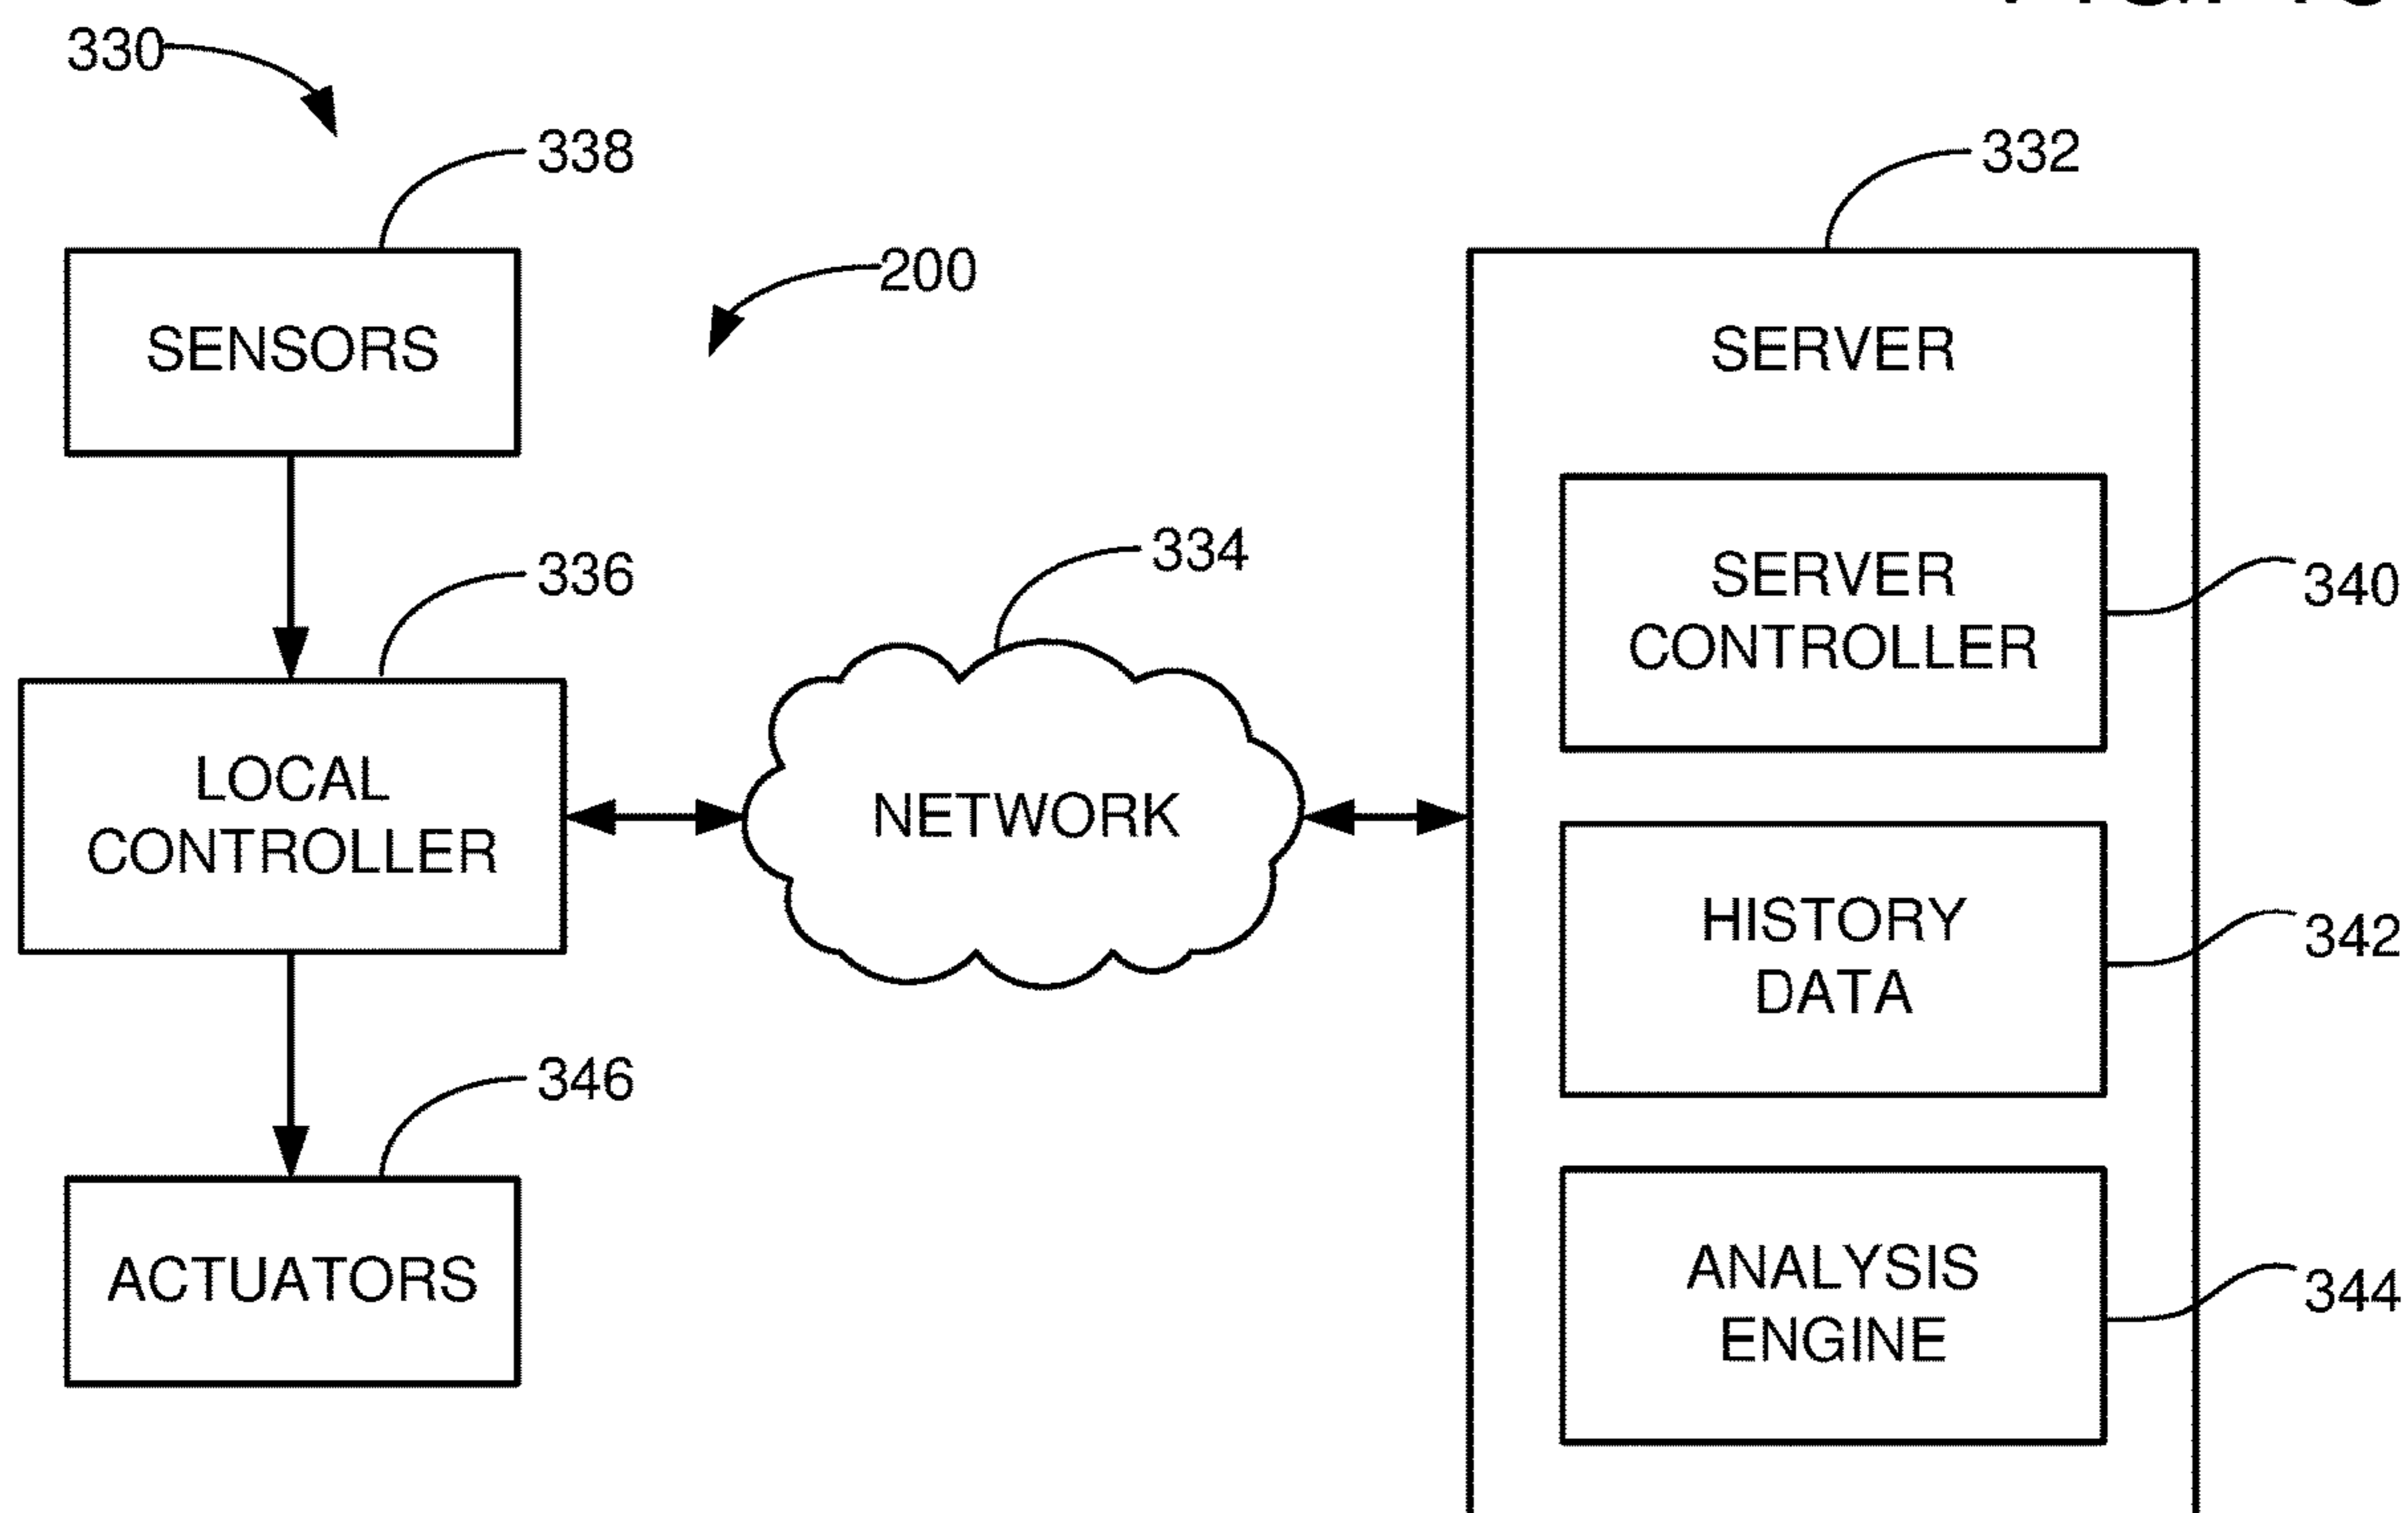 330
338
332
200
SENSORS
SERVER
334
336
SERVER
CONTROLLER
340
LOCAL
CONTROLLER
NETWORK
HISTORY
DATA
342
346
ACTUATORS
ANALYSIS
ENGINE
344